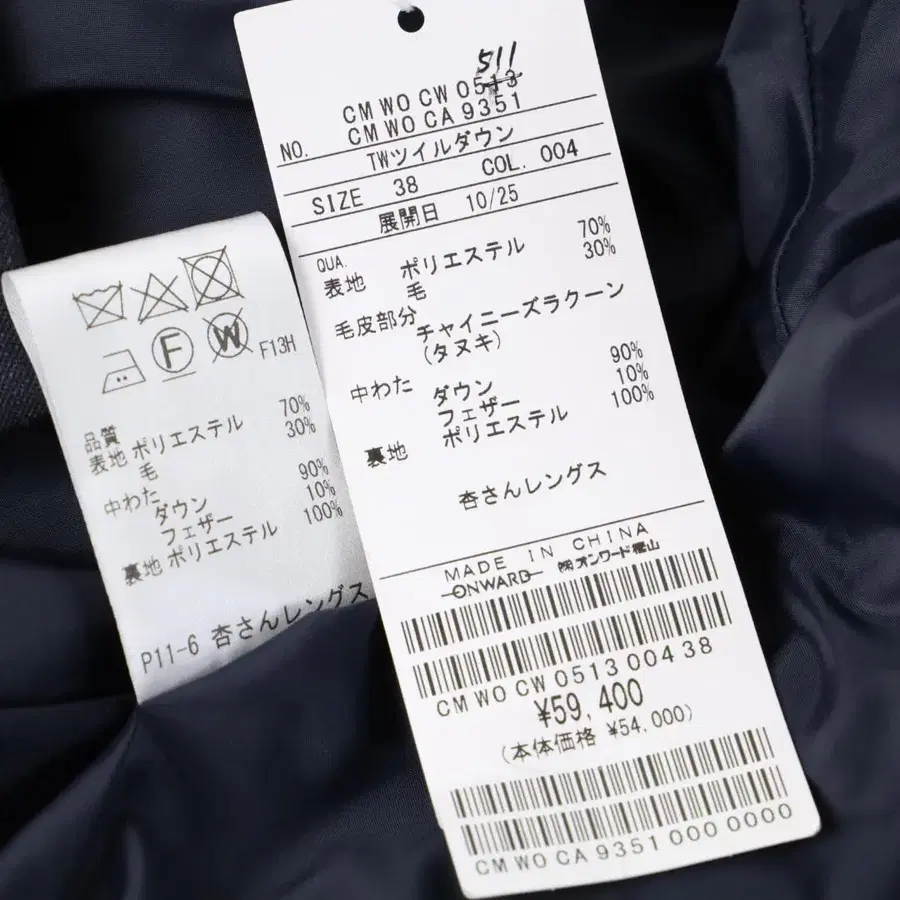 511
CM WO CW 0513
NO. CM WO CA 9351
TWツイルダウン
SIZE 38 COL. 004
展開日 10/25
QUA.
表地 ポリエステル 70%
毛 30%
毛皮部分 チャイニーズラクーン
(タヌキ)
中わた ダウン 90%
フェザー 10%
裏地 ポリエステル 100%
杏さんレングス
MADE IN CHINA
ONWARD ㈱オンワード樫山
CM WO CW 0513 004 38
¥59,400
(本体価格 ¥54,000)
CM WO CA 9351 000 0000
F W F13H
品質
表地 ポリエステル 70%
毛 30%
中わた ダウン 90%
フェザー 10%
裏地 ポリエステル 100%
P11-6 杏さんレングス